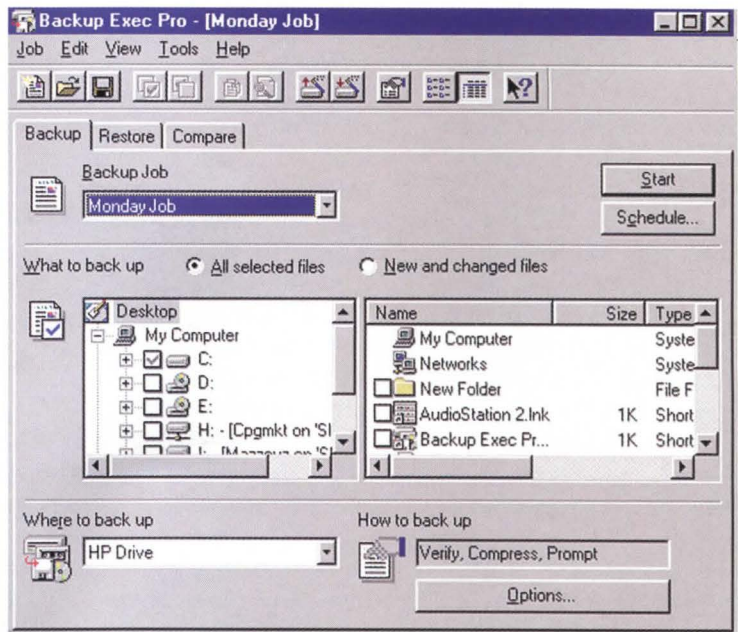 Backup Exec Pro - [Monday Job]
Job Edit View Tools Help
Backup Restore Compare
Backup Job
Monday Job
Start
Schedule...
What to back up All selected files New and changed files
Desktop
My Computer
C:
D:
E:
H: - [Cpgmkt on 'SI
Name Size Type
My Computer Syste
Networks Syste
New Folder File F
AudioStation 2.lnk 1K Short
Backup Exec Pr... 1K Short
Where to back up
HP Drive
How to back up
Verify, Compress, Prompt
Options...